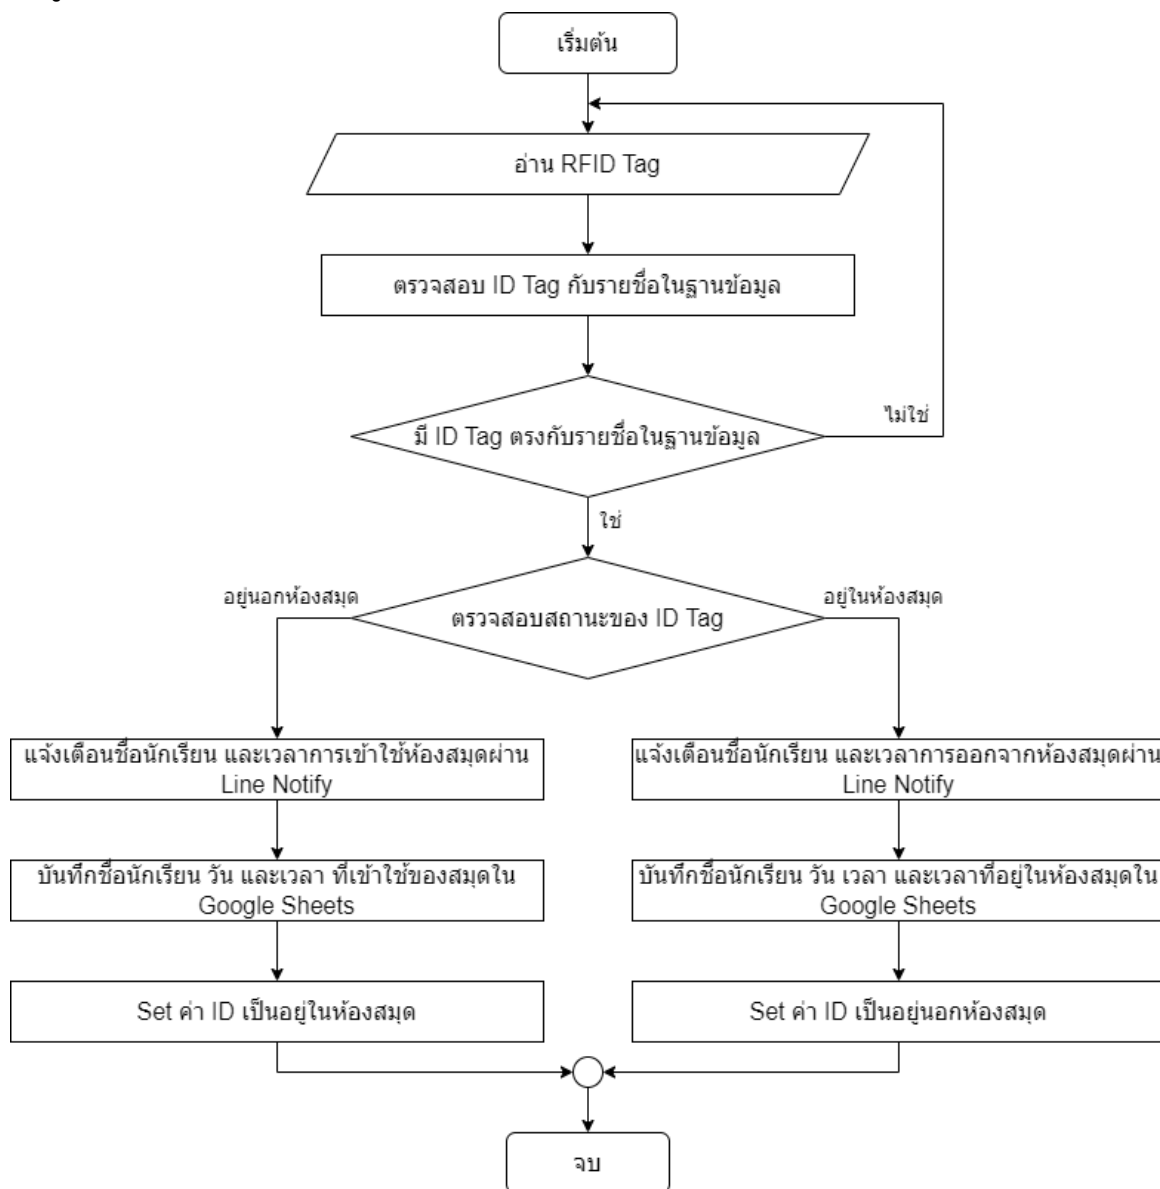 เริ่มต้น
อ่าน RFID Tag
ตรวจสอบ ID Tag กับรายชื่อในฐานข้อมูล
มี ID Tag ตรงกับรายชื่อในฐานข้อมูล
ไม่ใช่
ใช่
ตรวจสอบสถานะของ ID Tag
อยู่นอกห้องสมุด
อยู่ในห้องสมุด
แจ้งเตือนชื่อนักเรียน และเวลาการเข้าใช้ห้องสมุดผ่าน
Line Notify
บันทึกชื่อนักเรียน วัน และเวลา ที่เข้าใช้ของสมุดใน
Google Sheets
Set ค่า ID เป็นอยู่ในห้องสมุด
แจ้งเตือนชื่อนักเรียน และเวลาการออกจากห้องสมุดผ่าน
Line Notify
บันทึกชื่อนักเรียน วัน เวลา และเวลาที่อยู่ในห้องสมุดใน
Google Sheets
Set ค่า ID เป็นอยู่นอกห้องสมุด
จบ